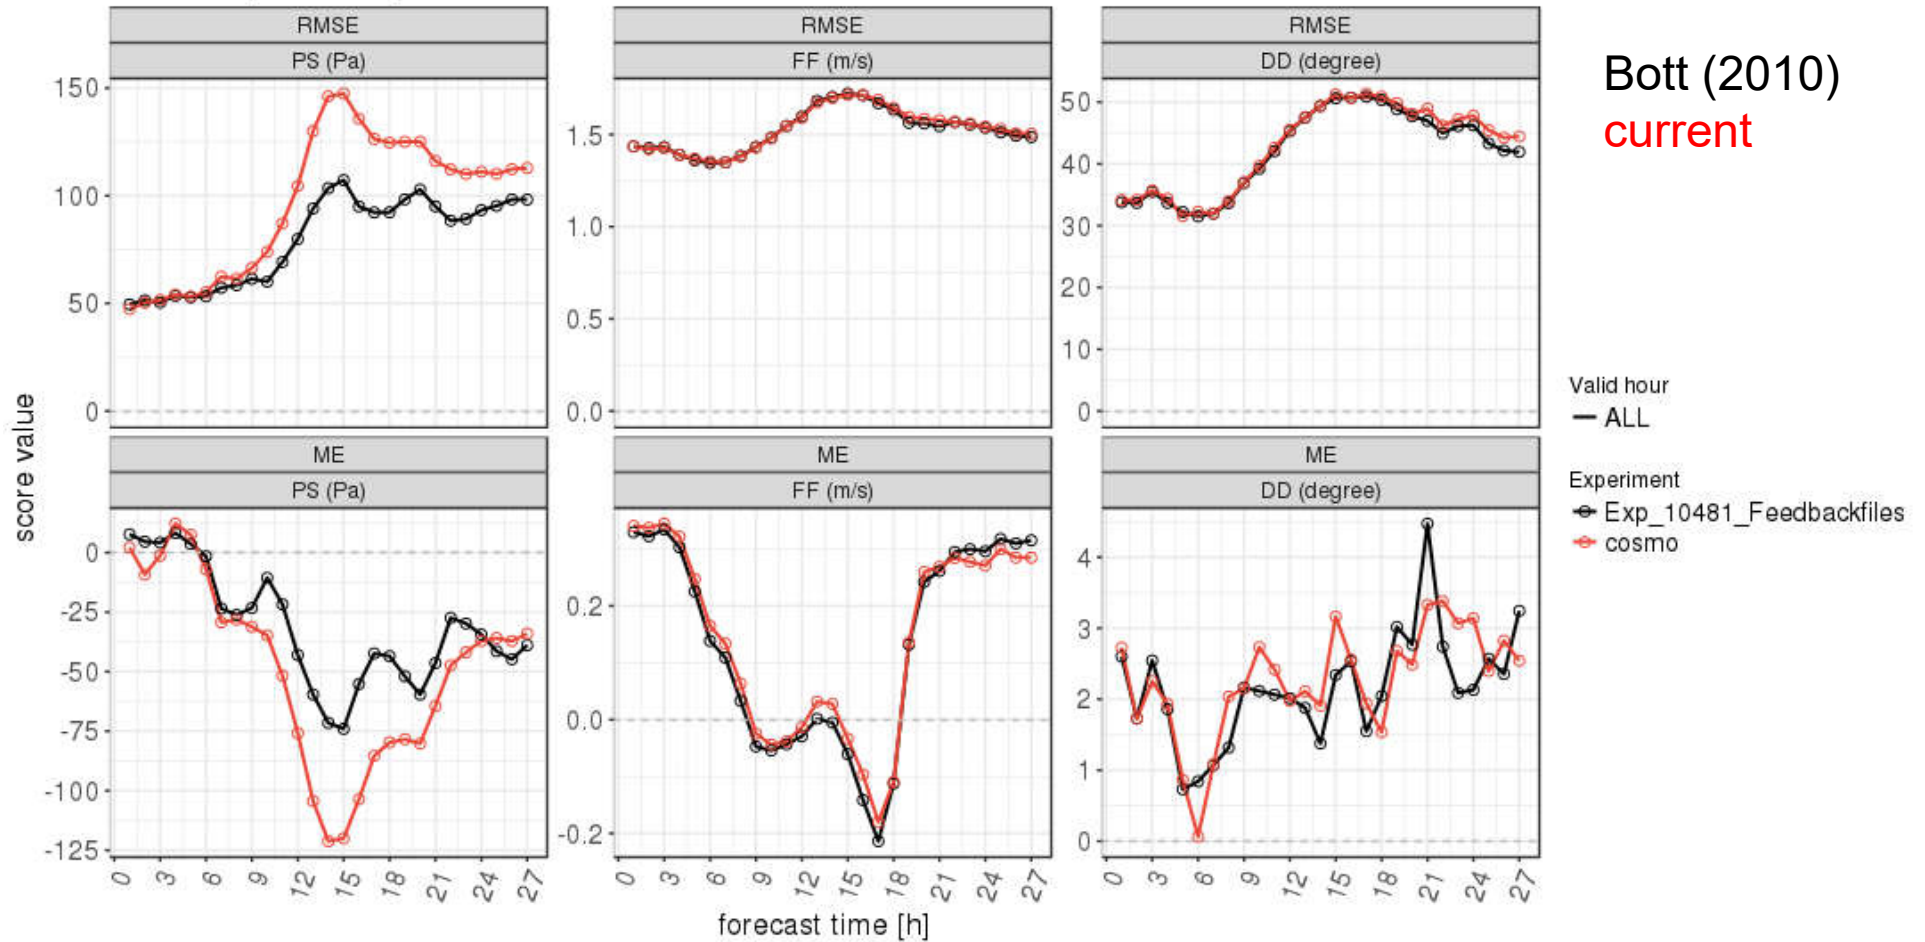 RMSE
PS (Pa)
RMSE
FF (m/s)
RMSE
DD (degree)
150
100
50
0
1.5
1.0
0.5
0.0
50
40
30
20
10
0
Bott (2010)
current
score value
ME
PS (Pa)
ME
FF (m/s)
ME
DD (degree)
0
-25
-50
-75
-100
-125
0.2
0.0
-0.2
4
3
2
1
0
0 3 6 9 12 15 18 21 24 27
0 3 6 9 12 15 18 21 24 27
0 3 6 9 12 15 18 21 24 27
forecast time [h]
Valid hour
ALL
Experiment
Exp_10481_Feedbackfiles
cosmo